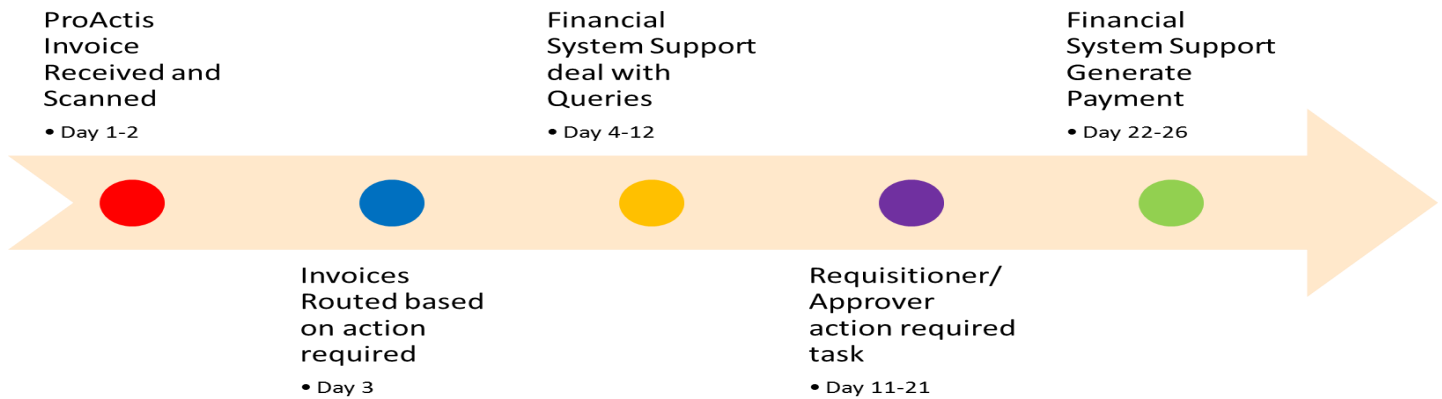 ProActis
Invoice
Received and
Scanned
• Day 1-2
Invoices
Routed based
on action
required
• Day 3
Financial
System Support
deal with
Queries
• Day 4-12
Requisitioner/
Approver
action required
task
• Day 11-21
Financial
System Support
Generate
Payment
• Day 22-26